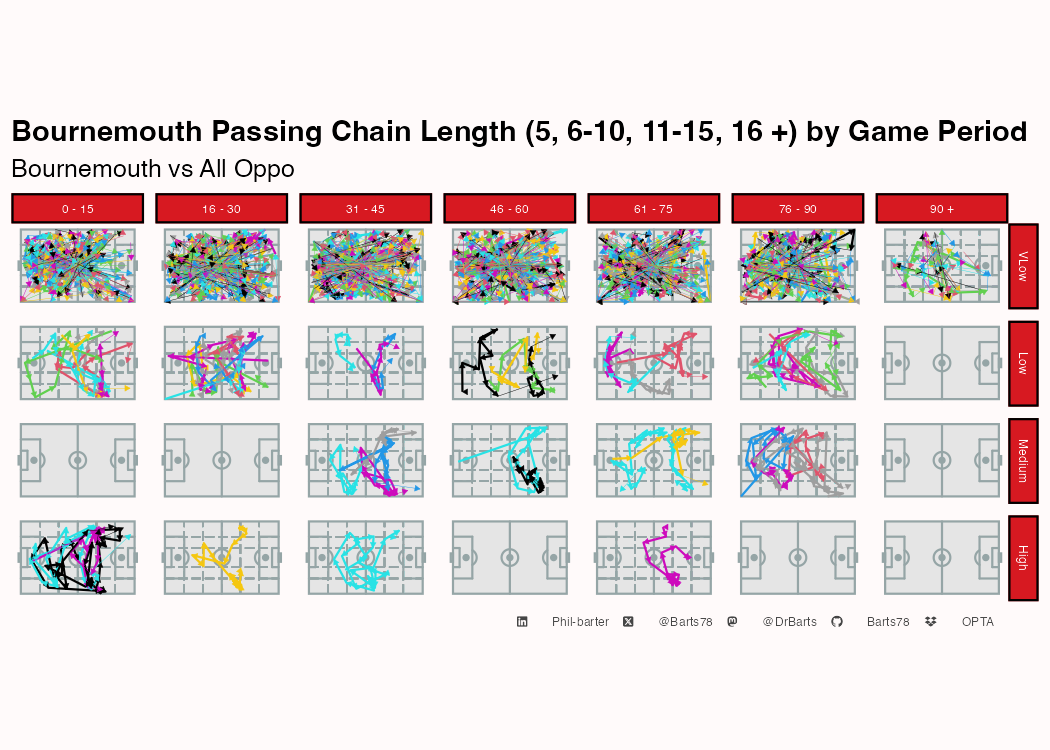 Bournemouth Passing Chain Length (5, 6-10, 11-15, 16 +) by Game Period
Bournemouth vs All Oppo
0 - 15 16 - 30 31 - 45 46 - 60 61 - 75 76 - 90 90 +
VLow
Low
Medium
High
Phil-barter @Barts78 @DrBarts Barts78 OPTA